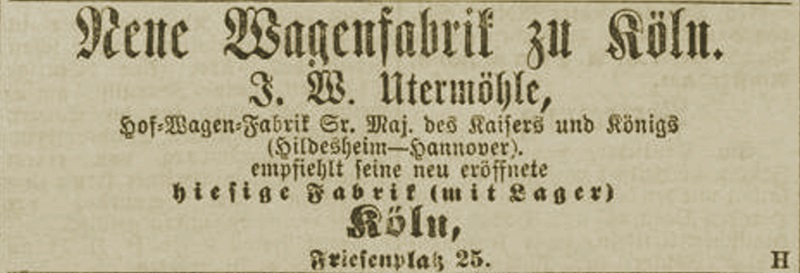 Neue Wagenfabrik zu Köln.
J. W. Utermöhle,
Hof-Wagen-Fabrik Sr. Maj. des Kaisers und Königs
(Hildesheim—Hannover).
empfiehlt seine neu eröffnete
hiesige Fabrik (mit Lager)
Köln,
Friesenplatz 25. H